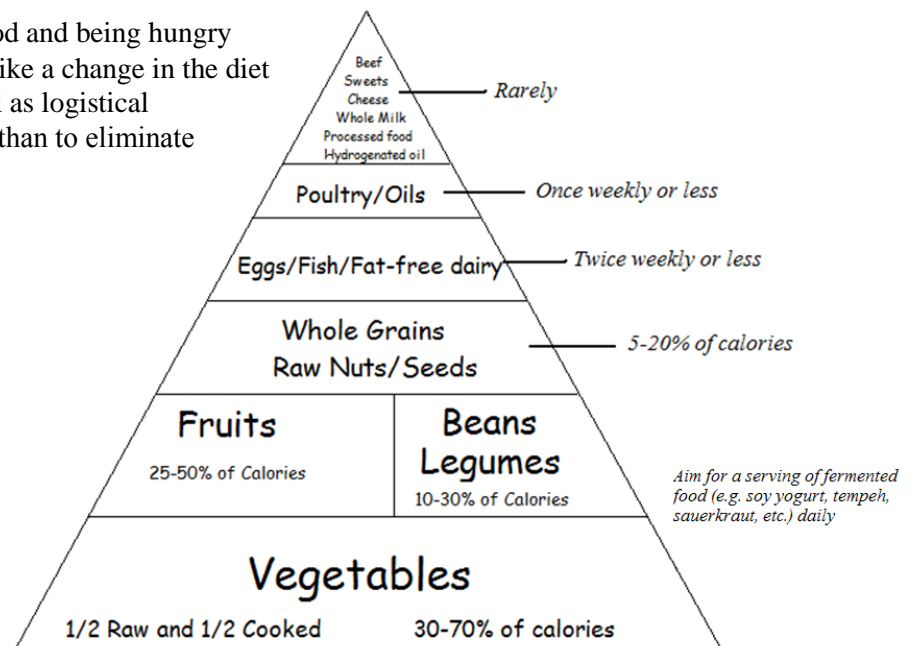 od and being hungry
ike a change in the diet
l as logistical
than to eliminate
Beef
Sweets
Cheese
Whole Milk
Processed food
Hydrogenated oil
Rarely
Poultry/Oils
Once weekly or less
Eggs/Fish/Fat-free dairy
Twice weekly or less
Whole Grains
Raw Nuts/Seeds
5-20% of calories
Fruits
25-50% of Calories
Beans
Legumes
10-30% of Calories
Aim for a serving of fermented
food (e.g. soy yogurt, tempeh,
sauerkraut, etc.) daily
Vegetables
1/2 Raw and 1/2 Cooked
30-70% of calories